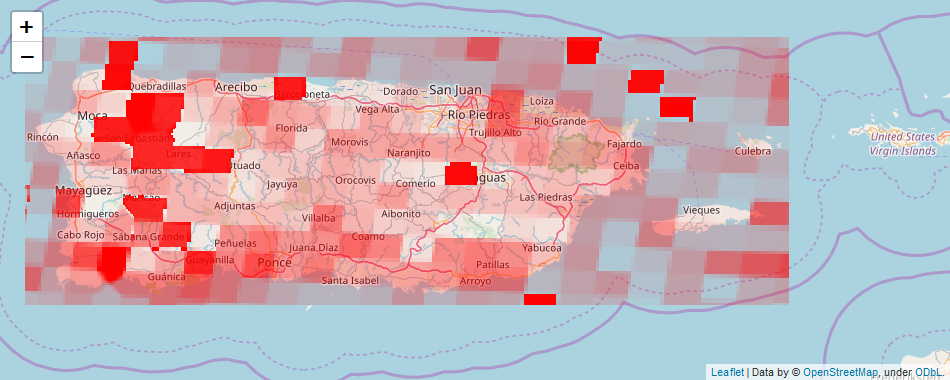 +
−
Quebradillas
Arecibo
Barceloneta
Dorado
San Juan
Loíza
Moca
Vega Alta
Río Piedras
Río Grande
Rincón
San Sebastián
Florida
Trujillo Alto
United States
Virgin Islands
Añasco
Lares
Morovis
Naranjito
Fajardo
Culebra
Las Marías
Utuado
Ceiba
Mayagüez
Jayuya
Orocovis
Comerío
aguas
Las Piedras
Hormigueros
Adjuntas
Villalba
Aibonito
Vieques
Cabo Rojo
Sábana Grande
Peñuelas
Juana Díaz
Coamo
Yabucoa
Guayanilla
Ponce
Patillas
Guánica
Santa Isabel
Arroyo
Leaflet | Data by © OpenStreetMap, under ODbL.